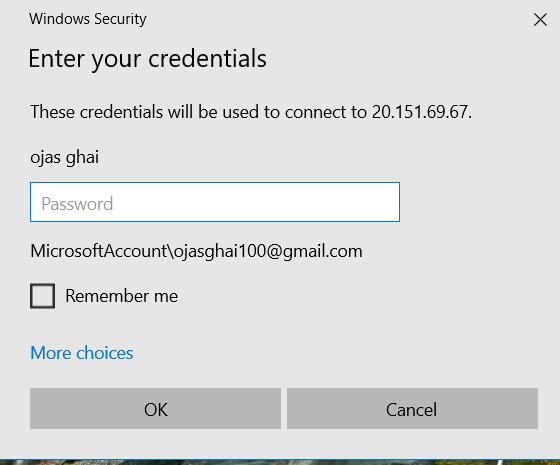 Windows Security
Enter your credentials
These credentials will be used to connect to 20.151.69.67.
ojas ghai
Password
MicrosoftAccount\ojasghai100@gmail.com
Remember me
More choices
OK
Cancel